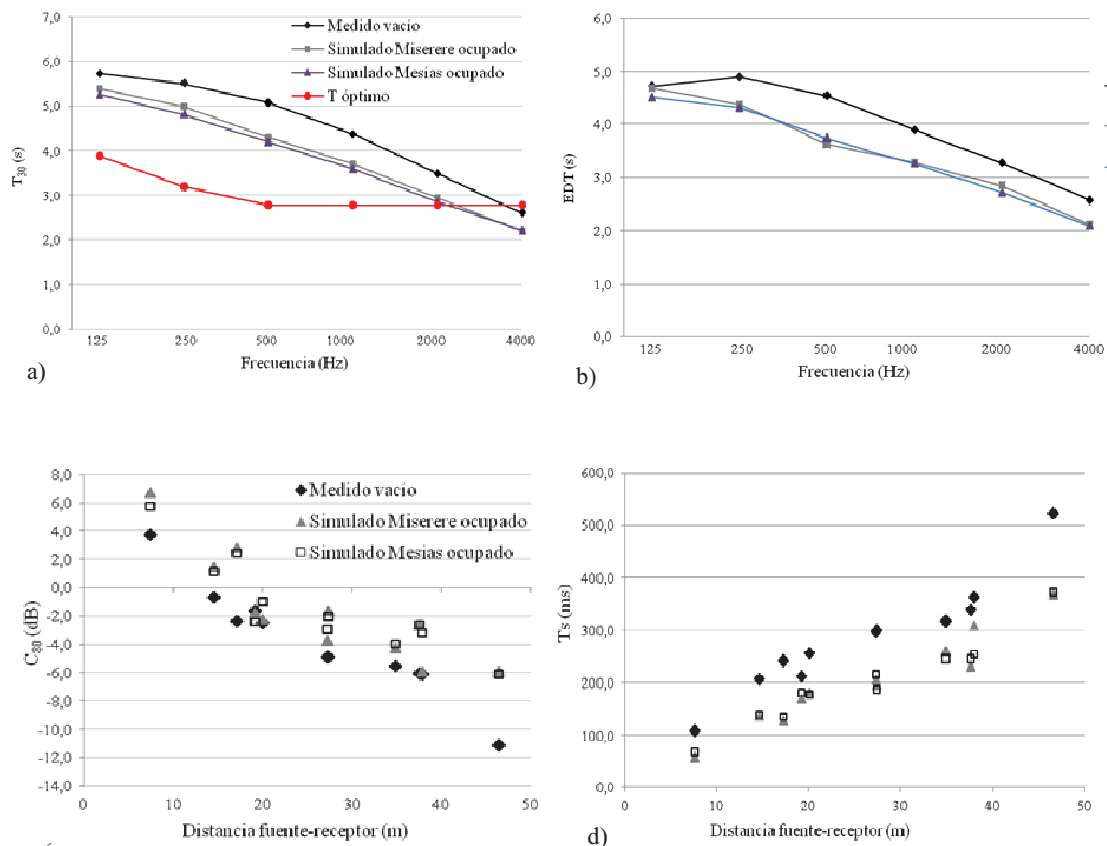 7,0
6,0
5,0
4,0
3,0
2,0
1,0
0,0
T30 (s)
125 250 500 1000 2000 4000
Frecuencia (Hz)
Medido vacío
Simulado Miserere ocupado
Simulado Mesías ocupado
T óptimo
a)
6,0
5,0
4,0
3,0
2,0
1,0
0,0
EDT (s)
125 250 500 1000 2000 4000
Frecuencia (Hz)
b)
8,0
6,0
4,0
2,0
0,0
-2,0
-4,0
-6,0
-8,0
-10,0
-12,0
-14,0
C80 (dB)
0 10 20 30 40 50
Distancia fuente-receptor (m)
Medido vacío
Simulado Miserere ocupado
Simulado Mesías ocupado
600,0
500,0
400,0
300,0
200,0
100,0
0,0
Ts (ms)
0 10 20 30 40 50
Distancia fuente-receptor (m)
d)